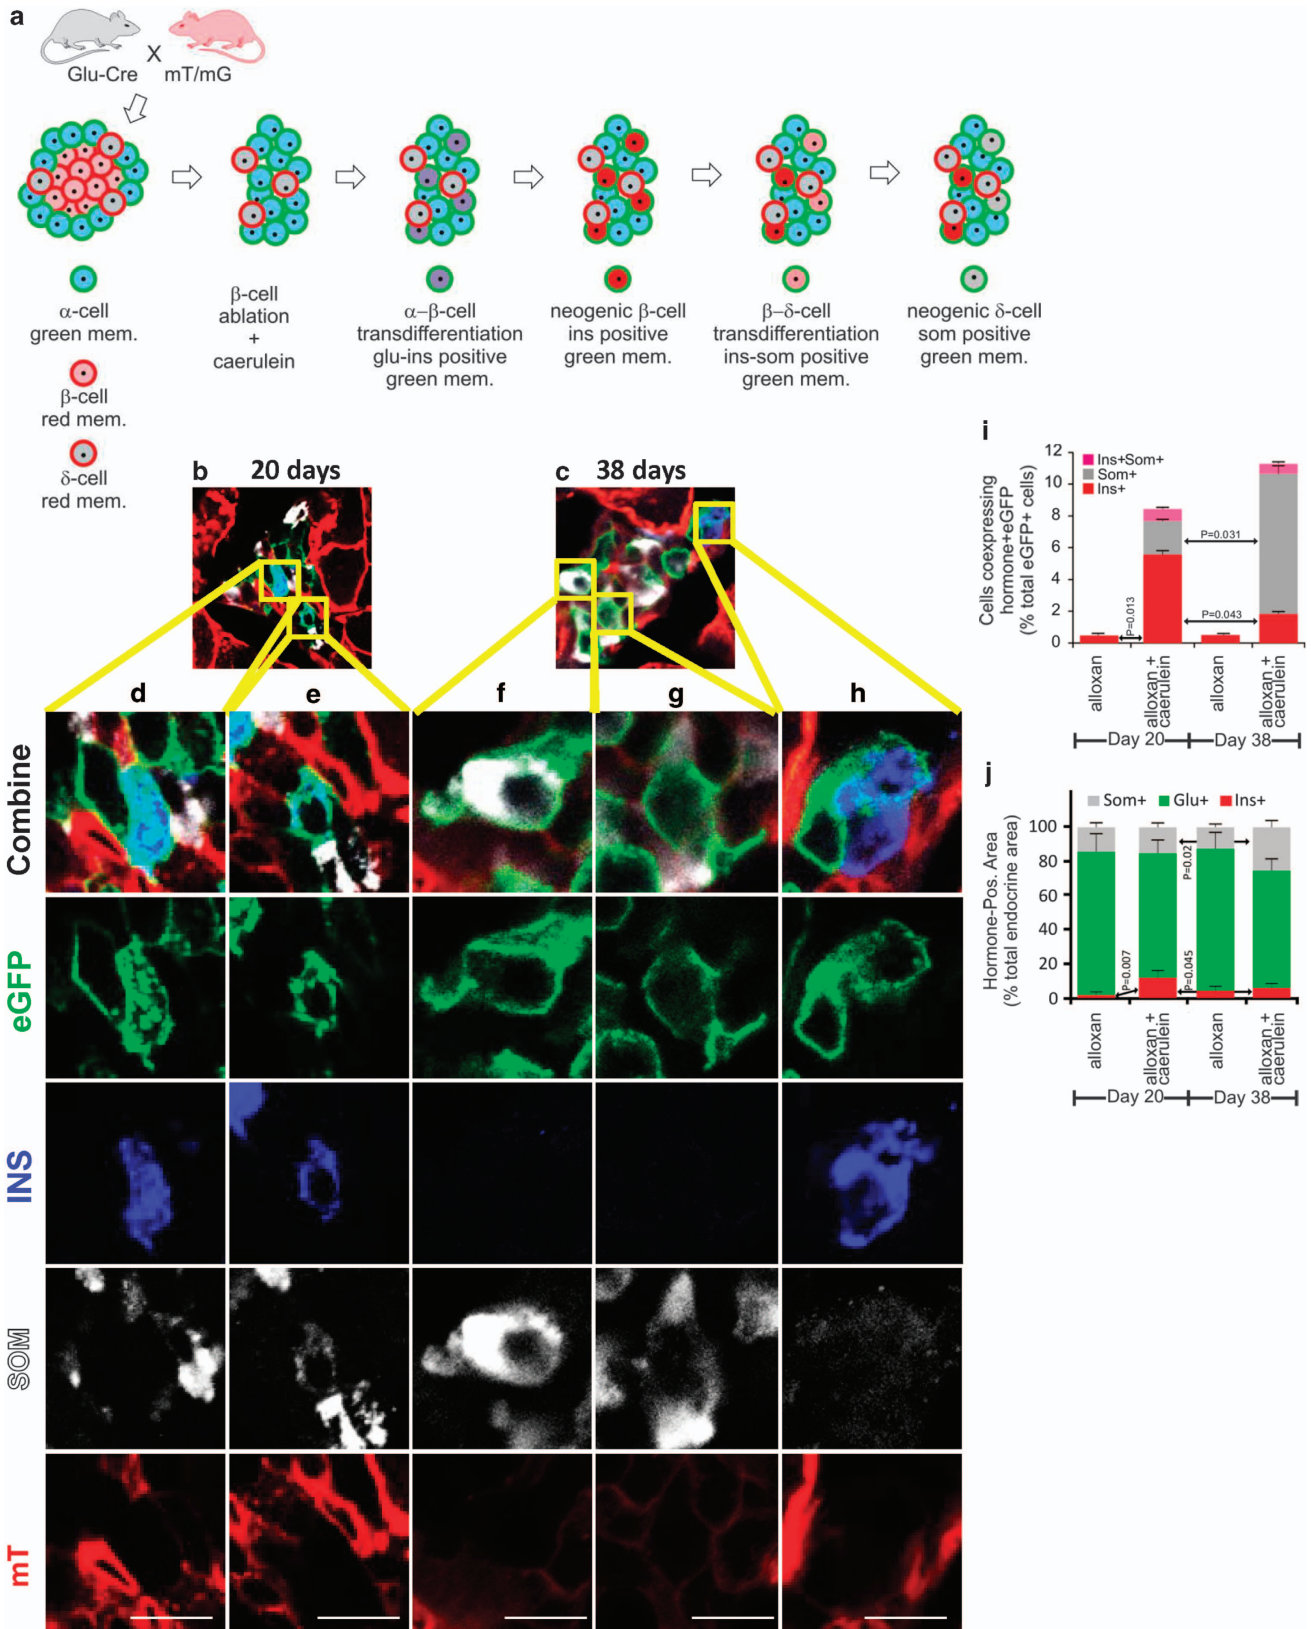 a
Glu-Cre X mT/mG
α-cell
green mem.
β-cell
red mem.
δ-cell
red mem.
β-cell
ablation
+
caerulein
α–β-cell
transdifferentiation
glu-ins positive
green mem.
neogenic β-cell
ins positive
green mem.
β–δ-cell
transdifferentiation
ins-som positive
green mem.
neogenic δ-cell
som positive
green mem.
b 20 days
c 38 days
d e f g h
Combine
eGFP
INS
SOM
mT
i
Cells coexpressing
hormone+eGFP
(% total eGFP+ cells)
12
10
8
6
4
2
0
Ins+Som+
Som+
Ins+
P=0.013
P=0.031
P=0.043
alloxan
alloxan +
caerulein
alloxan
alloxan +
caerulein
Day 20 Day 38
j
Som+ Glu+ Ins+
Hormone-Pos. Area
(% total endocrine area)
100
80
60
40
20
0
P=0.007
P=0.02
P=0.045
alloxan
alloxan +
caerulein
alloxan
alloxan +
caerulein
Day 20 Day 38